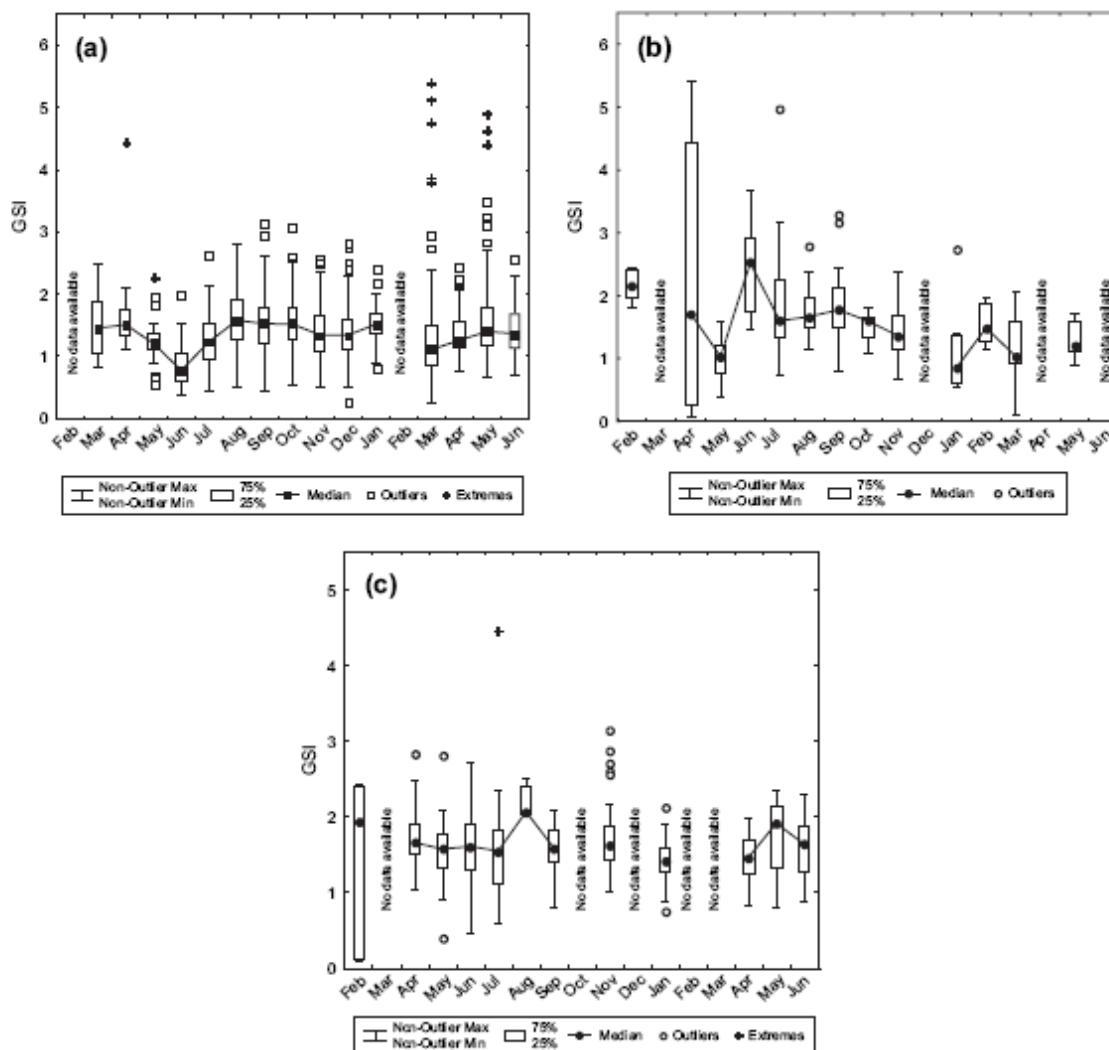 (a)
6
5
4
3
2
1
0
GSI
No data available
No data available
Feb Mar Apr May Jun Jul Aug Sep Oct Nov Dec Jan Feb Mar Apr May Jun
Non-Outlier Max
Non-Outlier Min
75%
25%
Median
Outliers
Extremes
(b)
6
5
4
3
2
1
0
GSI
No data available
No data available
No data available
No data available
Feb Mar Apr May Jun Jul Aug Sep Oct Nov Dec Jan Feb Mar Apr May Jun
Non-Outlier Max
Non-Outlier Min
75%
25%
Median
Outliers
(c)
5
4
3
2
1
0
GSI
No data available
No data available
No data available
No data available
No data available
Feb Mar Apr May Jun Jul Aug Sep Oct Nov Dec Jan Feb Mar Apr May Jun
Non-Outlier Max
Non-Outlier Min
75%
25%
Median
Outliers
Extremes